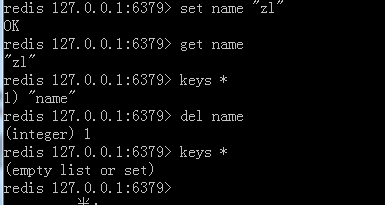 redis 127.0.0.1:6379> set name "zl"
OK
redis 127.0.0.1:6379> get name
"zl"
redis 127.0.0.1:6379> keys *
1) "name"
redis 127.0.0.1:6379> del name
(integer) 1
redis 127.0.0.1:6379> keys *
(empty list or set)
redis 127.0.0.1:6379>